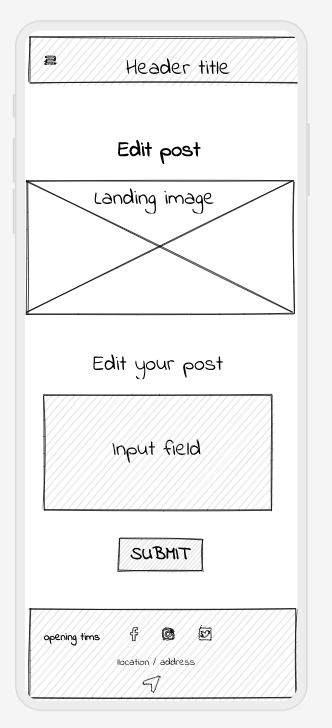 Header title
Edit post
Landing image
Edit your post
Input field
SUBMIT
opening tims
location / address